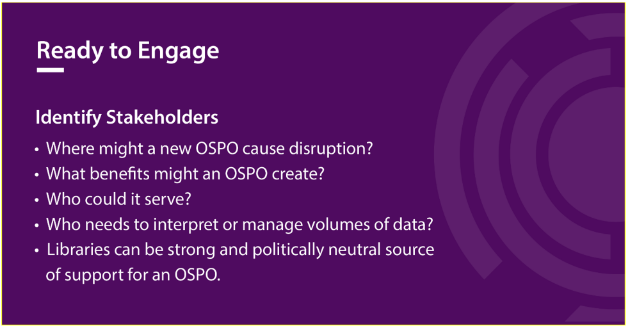 Ready to Engage
Identify Stakeholders
• Where might a new OSPO cause disruption?
• What benefits might an OSPO create?
• Who could it serve?
• Who needs to interpret or manage volumes of data?
• Libraries can be strong and politically neutral source
of support for an OSPO.